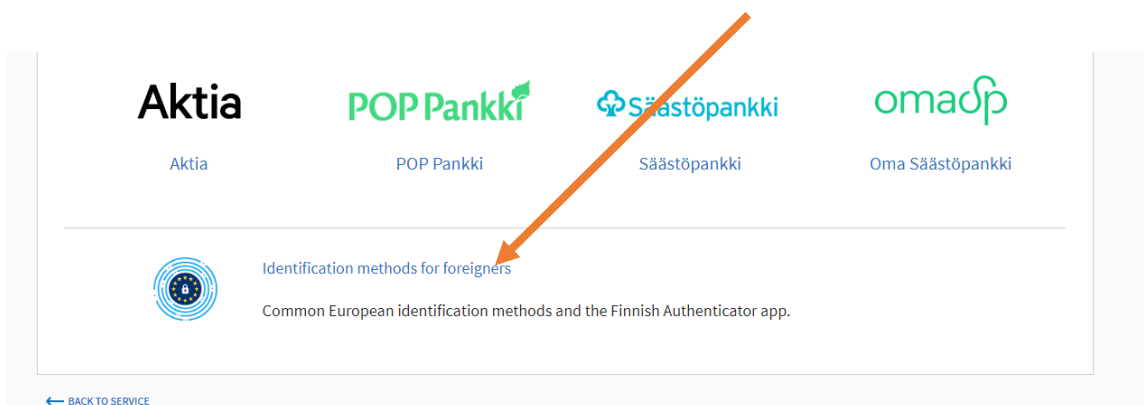 Aktia POP Pankki Säästöpankki omasp
Aktia POP Pankki Säästöpankki Oma Säästöpankki
Identification methods for foreigners
Common European identification methods and the Finnish Authenticator app.
BACK TO SERVICE